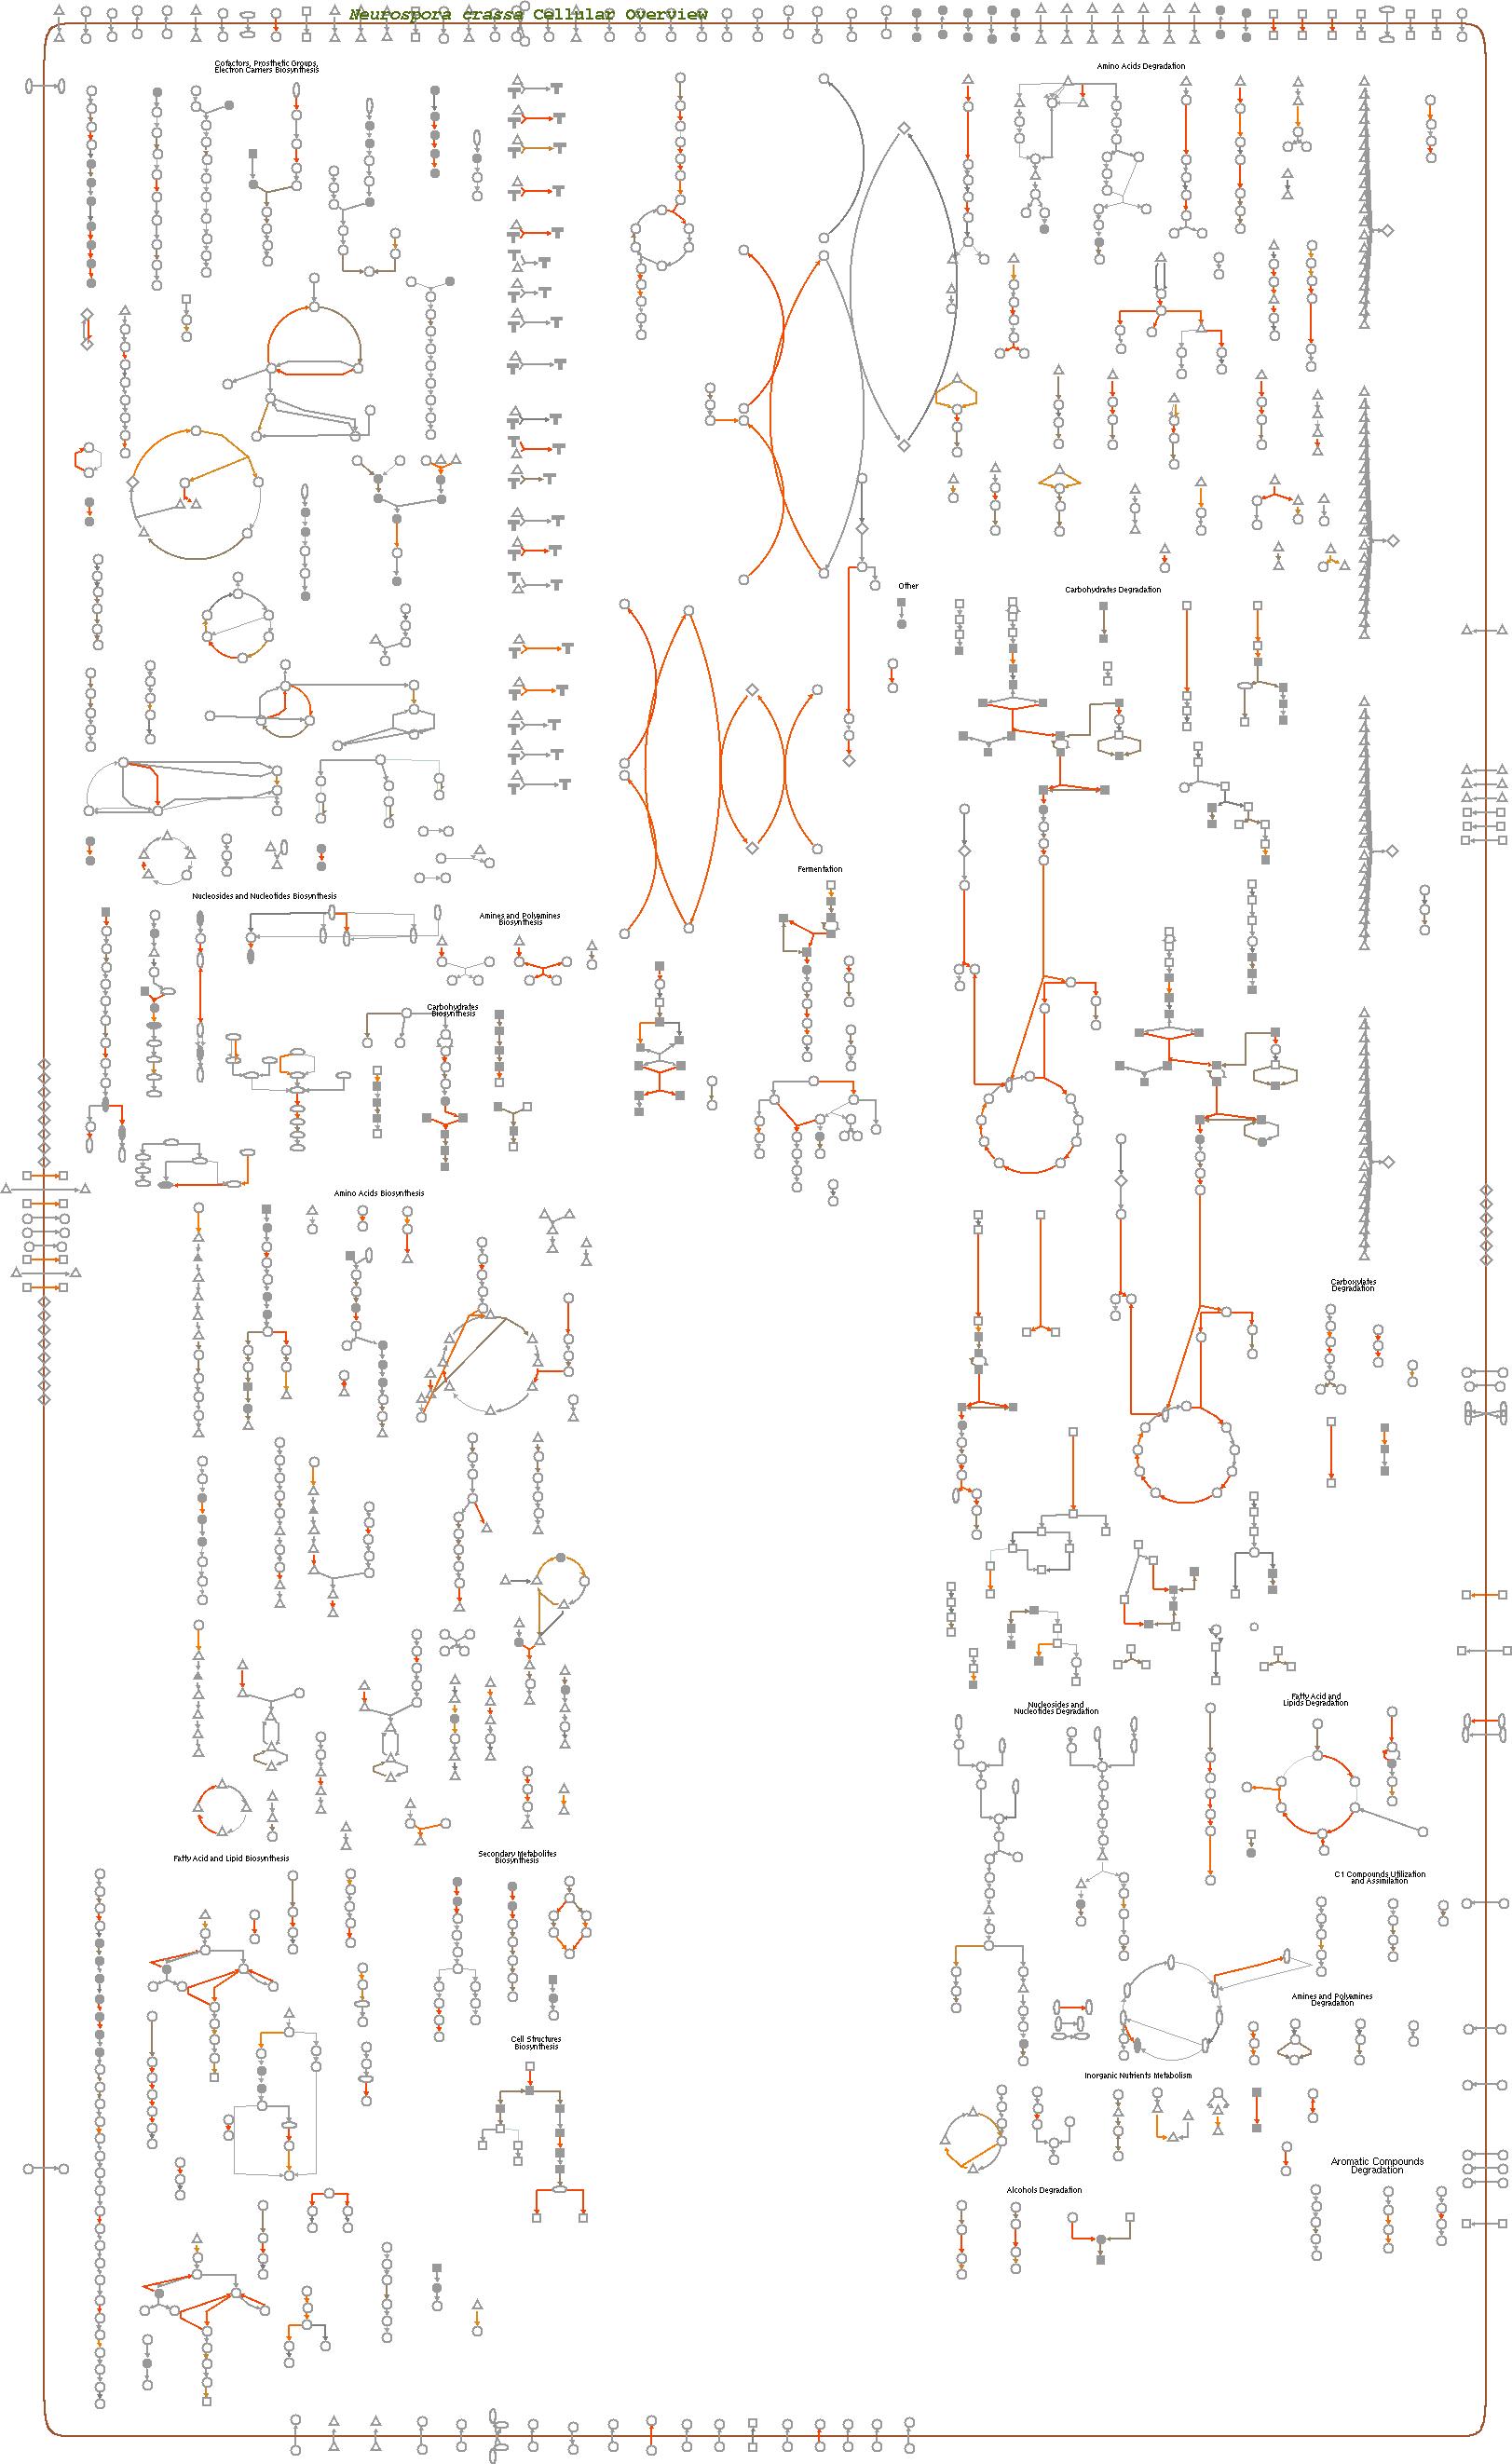 Neurospora crassa Cellular Overview
Cofactors, Prosthetic Groups,
Electron Carriers Biosynthesis
Amino Acids Degradation
Other
Carbohydrates Degradation
Fermentation
Nucleosides and Nucleotides Biosynthesis
Amines and Polyamines
Biosynthesis
Carbohydrates
Biosynthesis
Amino Acids Biosynthesis
Carboxylates
Degradation
Nucleosides and
Nucleotides Degradation
Fatty Acid and
Lipids Degradation
Fatty Acid and Lipid Biosynthesis
Secondary Metabolites
Biosynthesis
C1 Compounds Utilization
and Assimilation
Amines and Polyamines
Degradation
Cell Structures
Biosynthesis
Inorganic Nutrients Metabolism
Aromatic Compounds
Degradation
Alcohols Degradation